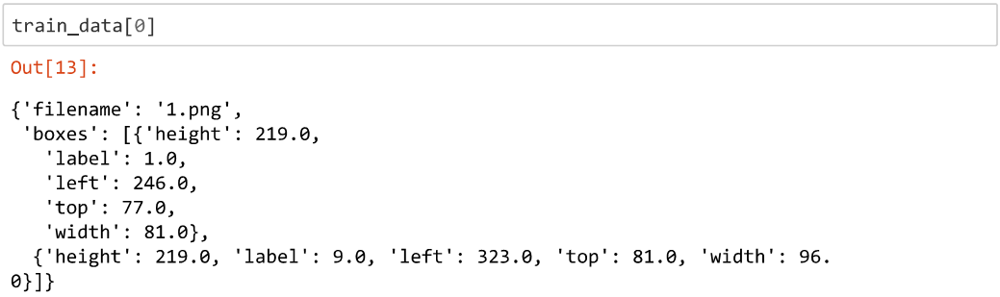 train_data[0]
Out[13]:
{'filename': '1.png',
 'boxes': [{'height': 219.0,
   'label': 1.0,
   'left': 246.0,
   'top': 77.0,
   'width': 81.0},
  {'height': 219.0, 'label': 9.0, 'left': 323.0, 'top': 81.0, 'width': 96.
0}]}